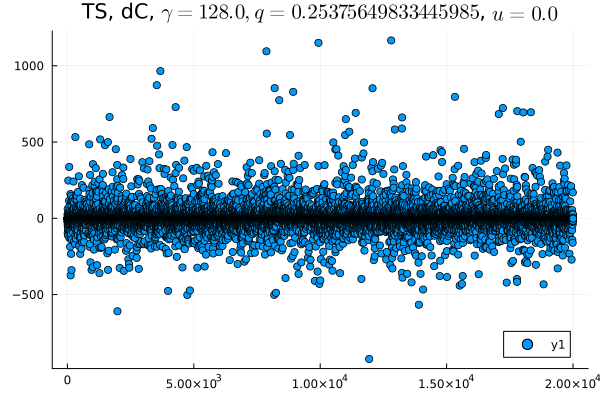 TS, dC, γ = 128.0, q = 0.25375649833445985, u = 0.0
1000
500
0
−500
y1
0 5.00×10³ 1.00×10⁴ 1.50×10⁴ 2.00×10⁴